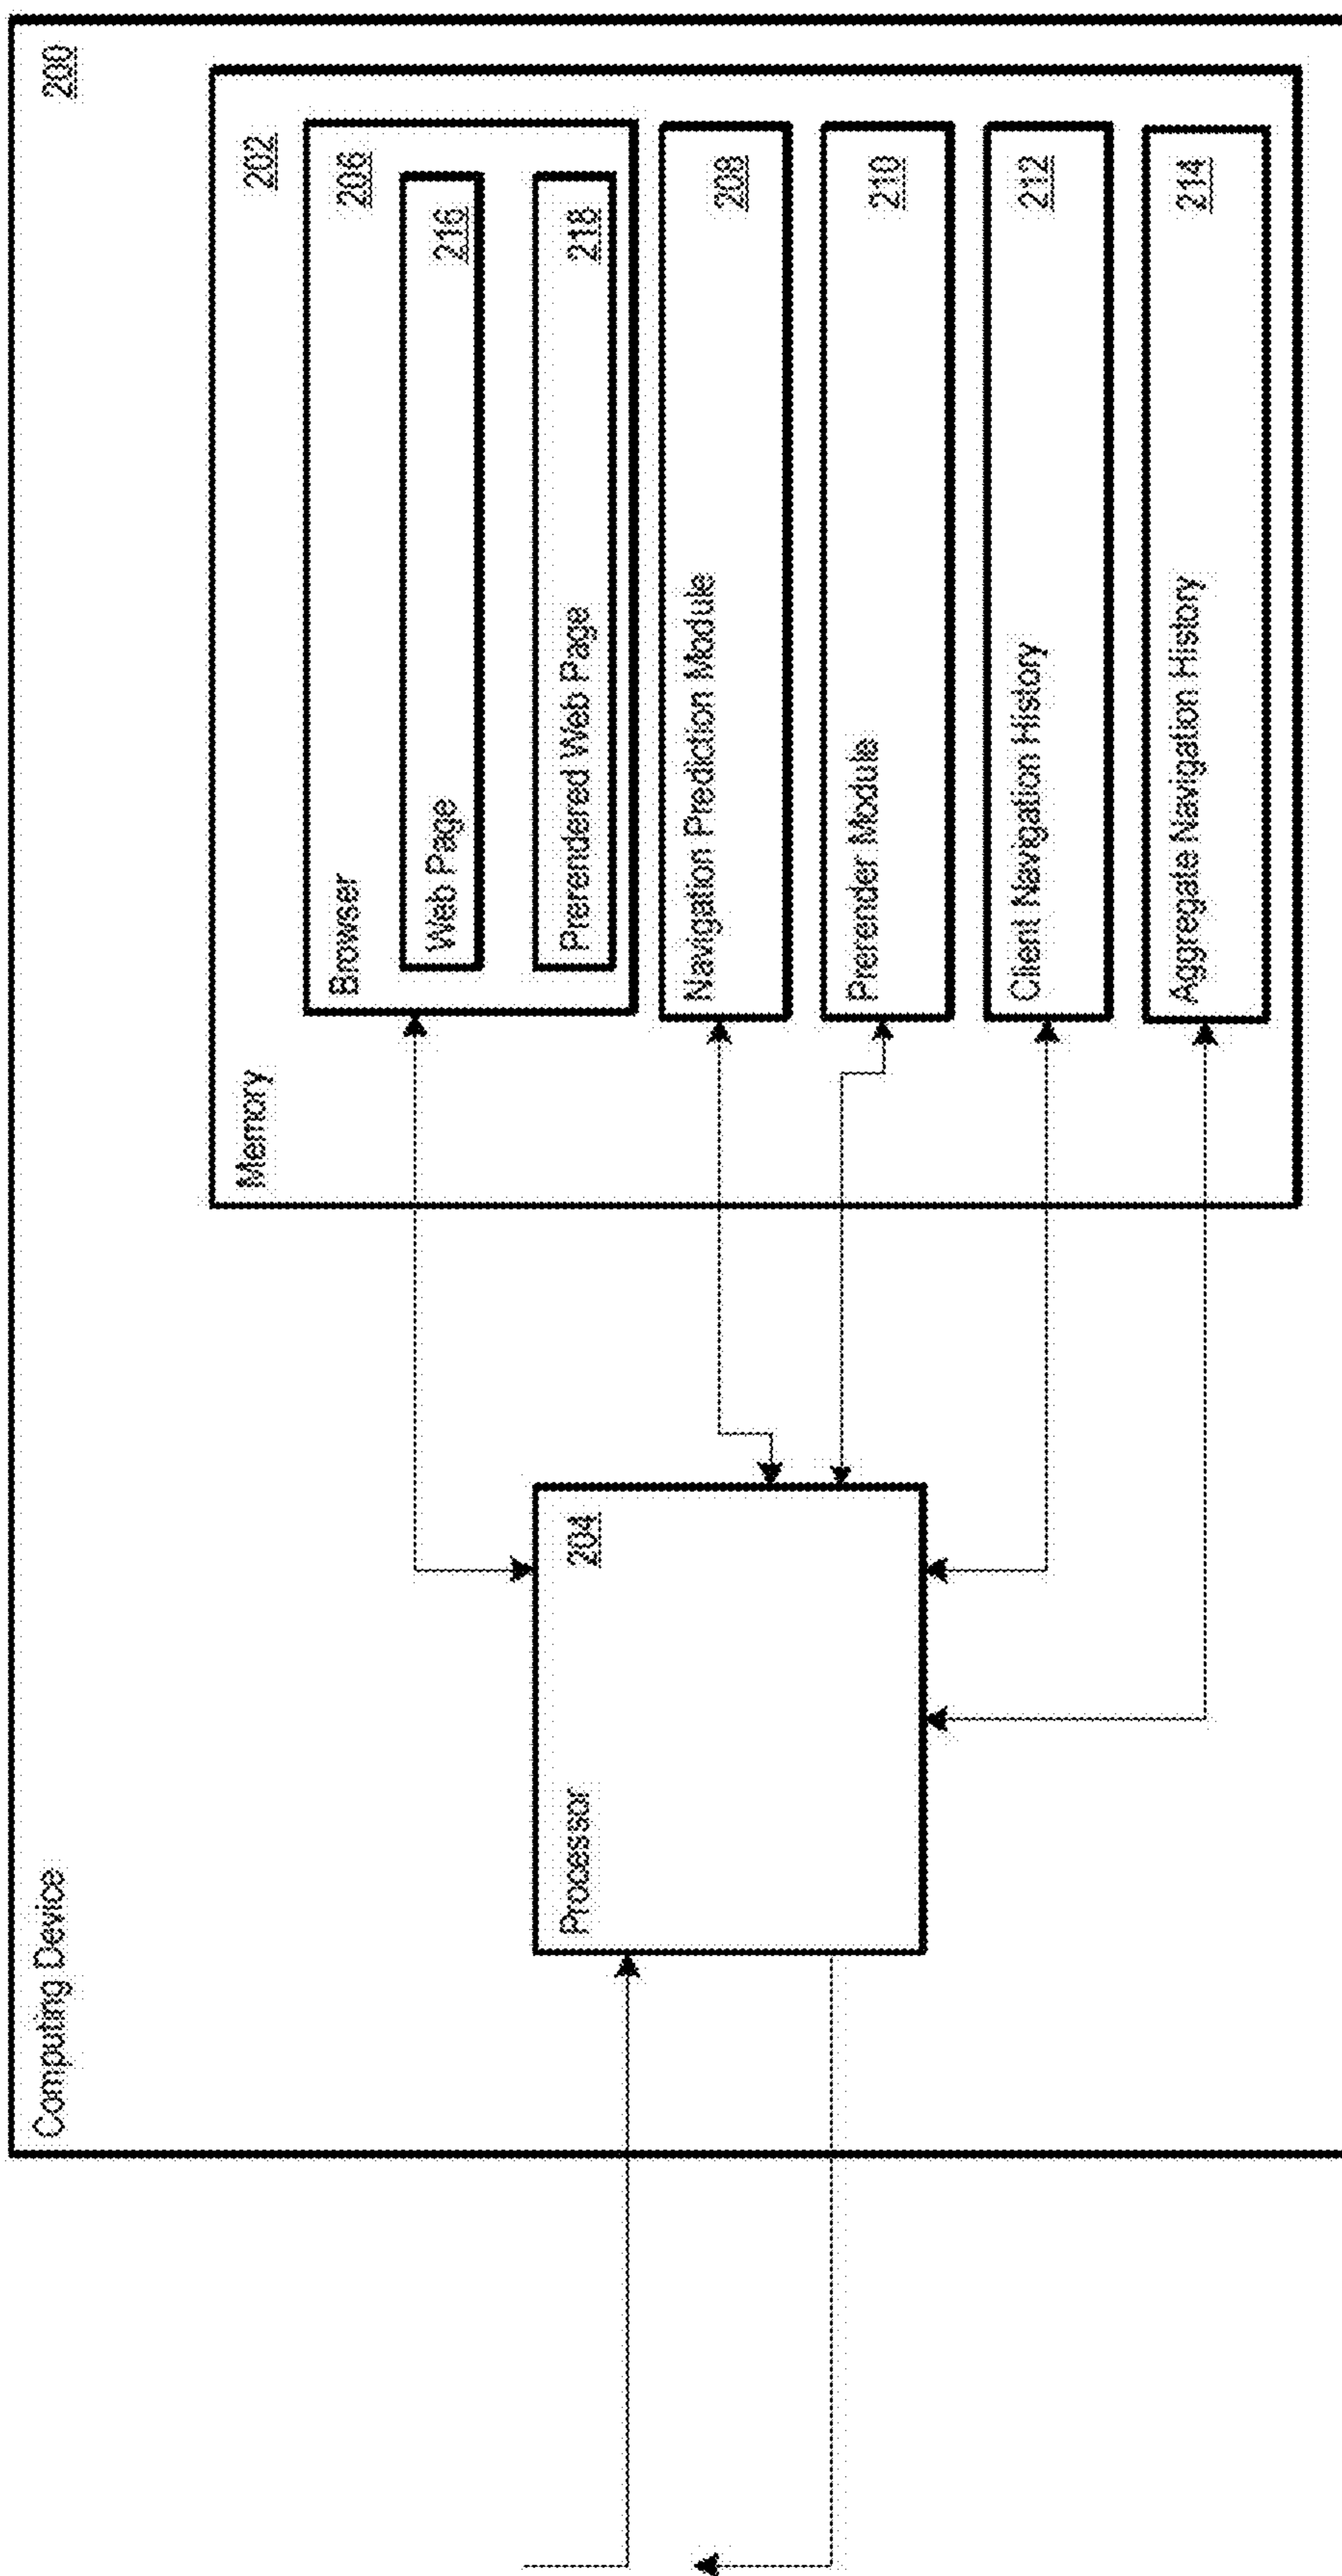 Computing Device
200
Memory
202
Browser
206
Web Page
216
Prerendered Web Page
218
Navigation Prediction Module
208
Prerender Module
210
Client Navigation History
212
Aggregate Navigation History
214
Processor
204